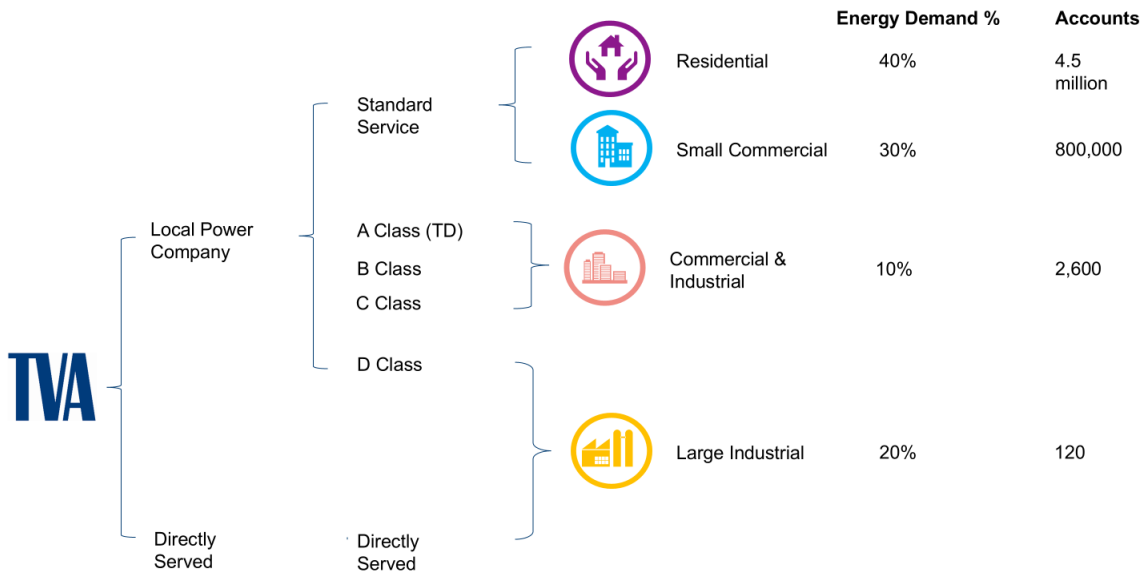 Energy Demand % Accounts
Residential 40% 4.5
million
Standard
Service
Small Commercial 30% 800,000
Local Power
Company
A Class (TD)
B Class
C Class
Commercial &
Industrial
10% 2,600
D Class
TVA
Large Industrial 20% 120
Directly
Served
Directly
Served